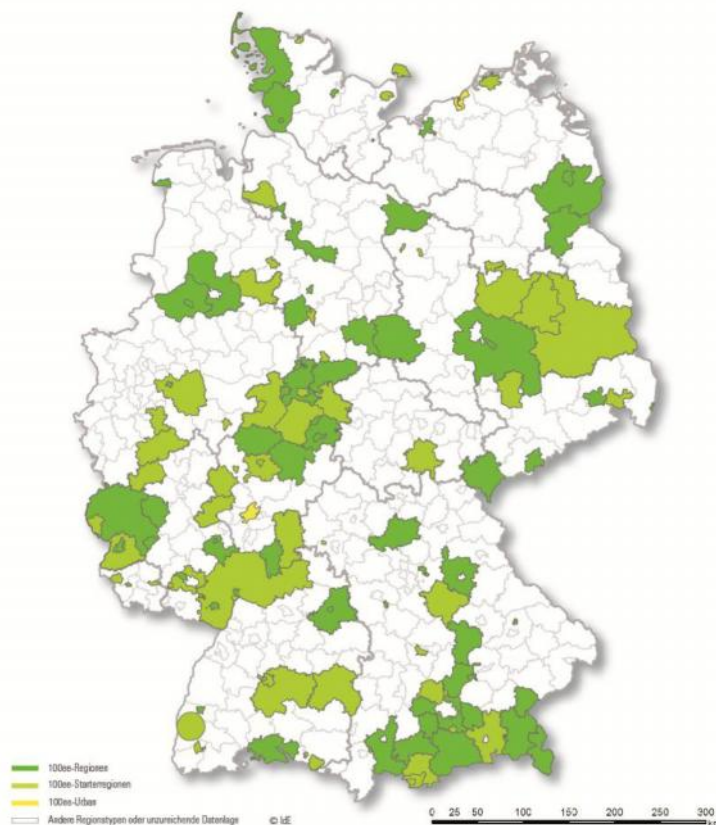 100ee-Regionen
100ee-Starterregionen
100ee-Urban
Andere Regionstypen oder unzureichende Datenlage
© IdE
0 25 50 100 150 200 250 300